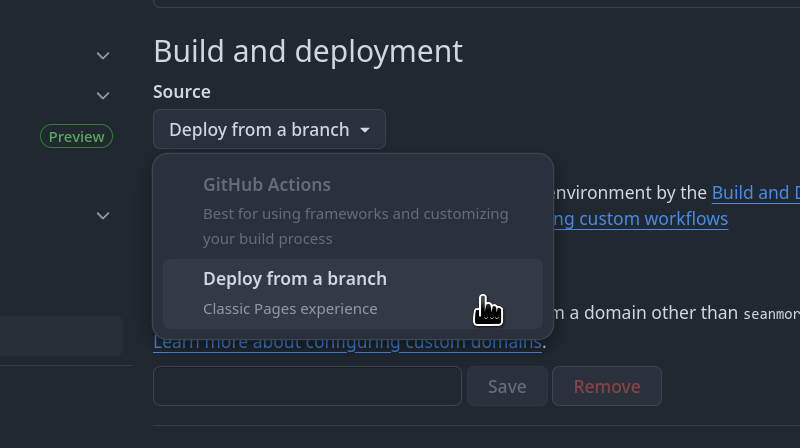 Build and deployment
Source
Preview
Deploy from a branch
GitHub Actions
Best for using frameworks and customizing
your build process
Deploy from a branch
Classic Pages experience
environment by the Build and D
ng custom workflows
m a domain other than seanmor
Learn more about configuring custom domains.
Save Remove